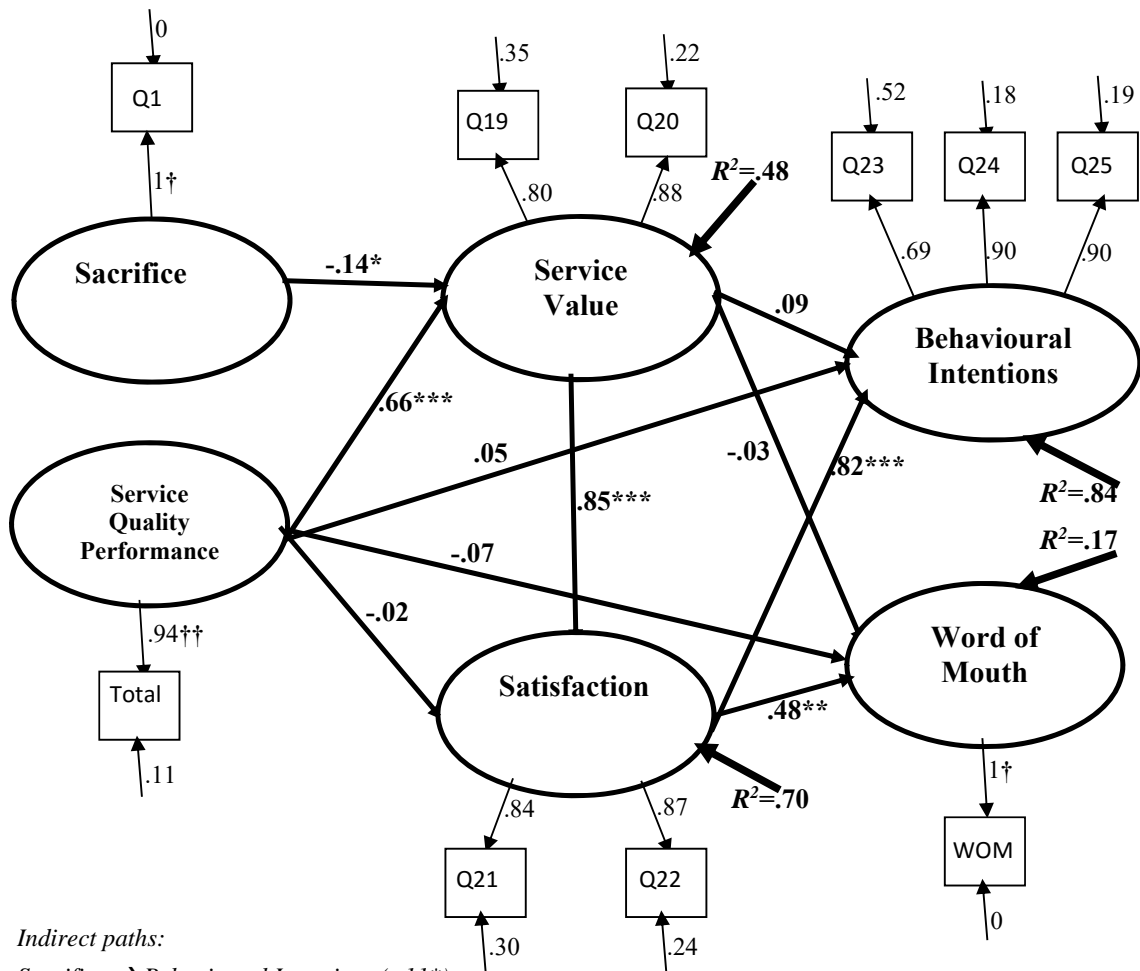 0
.35
.22
.52
.18
.19
Q1
Q19
Q20
Q23
Q24
Q25
R²=.48
1†
.80
.88
.69
.90
.90
Sacrifice
-.14*
Service
Value
.09
Behavioural
Intentions
.66***
.05
-.03
.82***
Service
Quality
Performance
.85***
R²=.84
R²=.17
-.07
-.02
.94††
Word of
Mouth
Total
Satisfaction
.48**
.11
1†
R²=.70
.84
.87
WOM
Q21
Q22
0
Indirect paths:
.30
.24